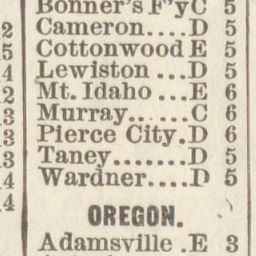 Bonner's F'y C 5
2 Cameron....D 5
5 Cottonwood E 5
4 Lewiston ...D 5
2 Mt. Idaho ...E 6
3 Murray......C 6
3 Pierce City.D 6
3 Taney.......D 5
4 Wardner....D 5
4
OREGON.
Adamsville .E 3